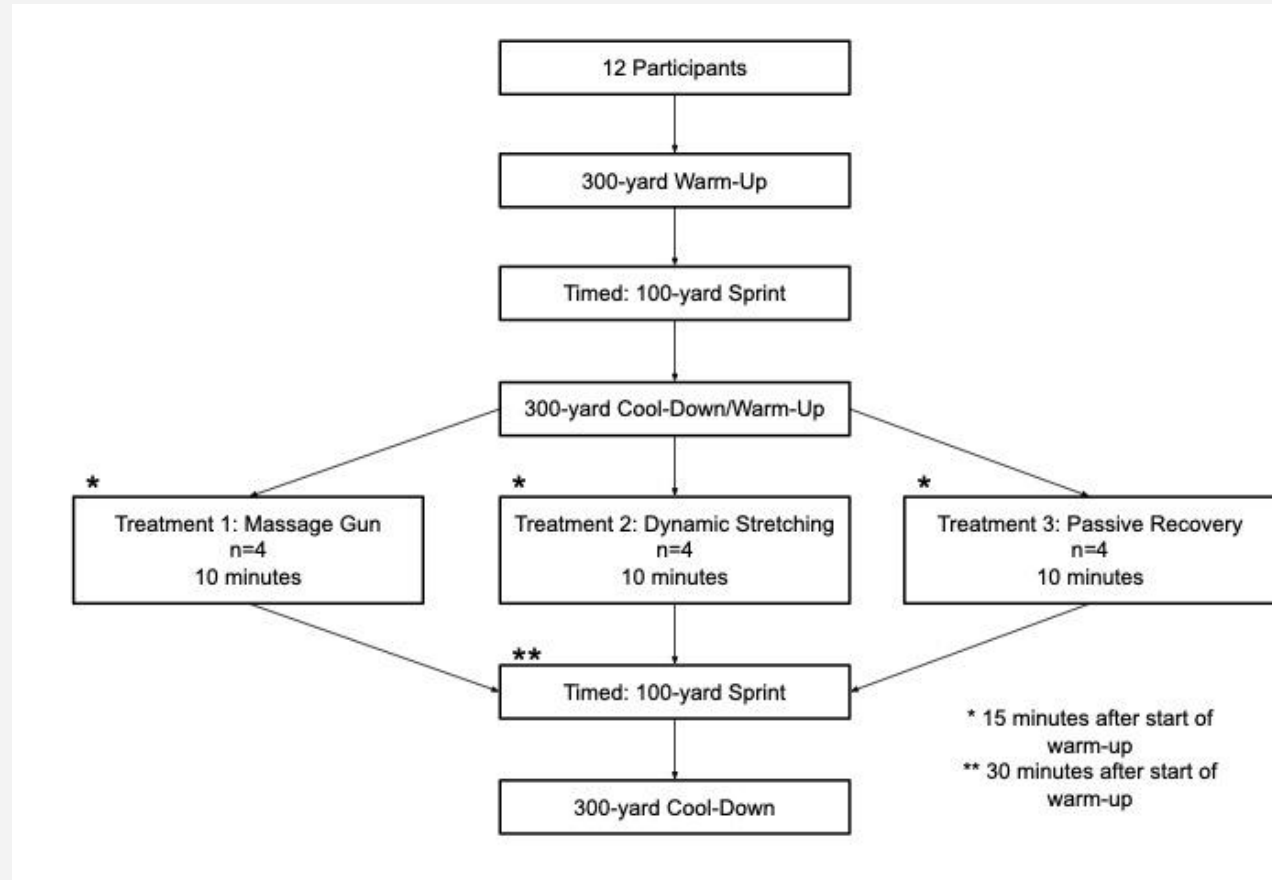 12 Participants
300-yard Warm-Up
Timed: 100-yard Sprint
300-yard Cool-Down/Warm-Up
*
Treatment 1: Massage Gun
n=4
10 minutes
*
Treatment 2: Dynamic Stretching
n=4
10 minutes
*
Treatment 3: Passive Recovery
n=4
10 minutes
**
Timed: 100-yard Sprint
* 15 minutes after start of
warm-up
** 30 minutes after start of
warm-up
300-yard Cool-Down